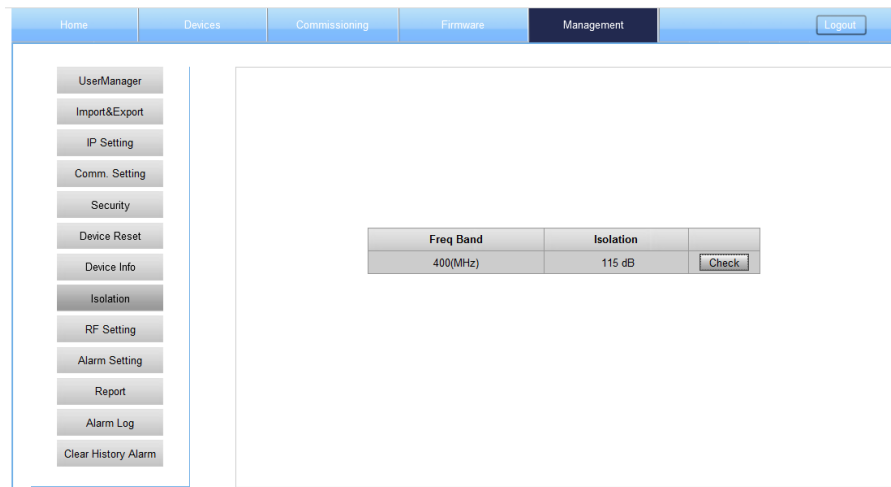 Home Devices Commissioning Firmware Management Logout
UserManager
Import&Export
IP Setting
Comm. Setting
Security
Device Reset
Device Info
Isolation
RF Setting
Alarm Setting
Report
Alarm Log
Clear History Alarm
Freq Band Isolation
400(MHz) 115 dB Check